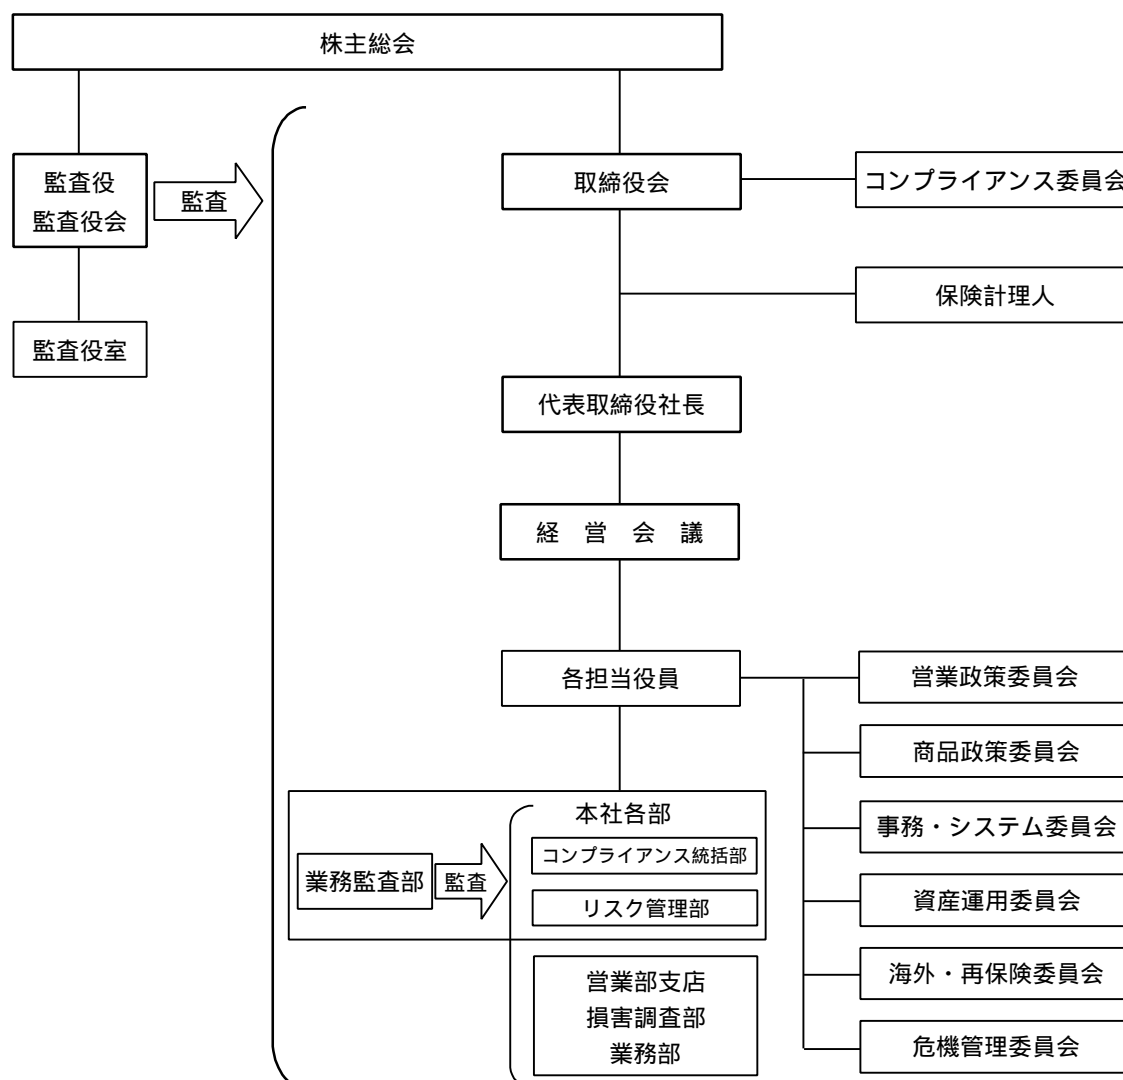 株主総会
監査役
監査役会
監査
取締役会
コンプライアンス委員会
保険計理人
監査役室
代表取締役社長
経 営 会 議
各担当役員
営業政策委員会
商品政策委員会
事務・システム委員会
資産運用委員会
海外・再保険委員会
危機管理委員会
本社各部
業務監査部
監査
コンプライアンス統括部
リスク管理部
営業部支店
損害調査部
業務部